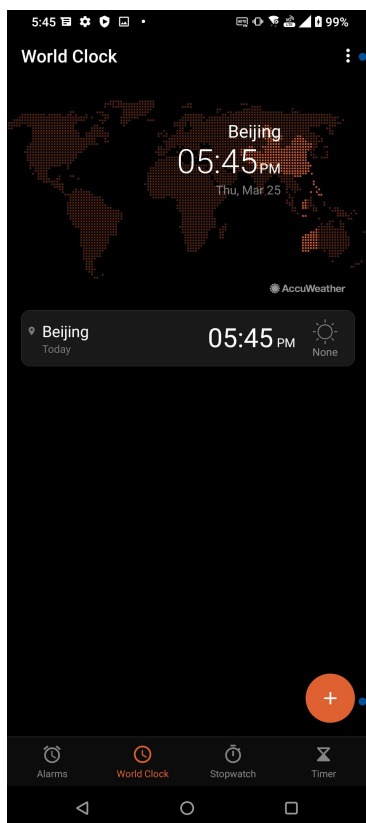 5:45
99%
World Clock
Beijing
05:45PM
Thu, Mar 25
AccuWeather
Beijing
Today
05:45 PM
None
Alarms
World Clock
Stopwatch
Timer